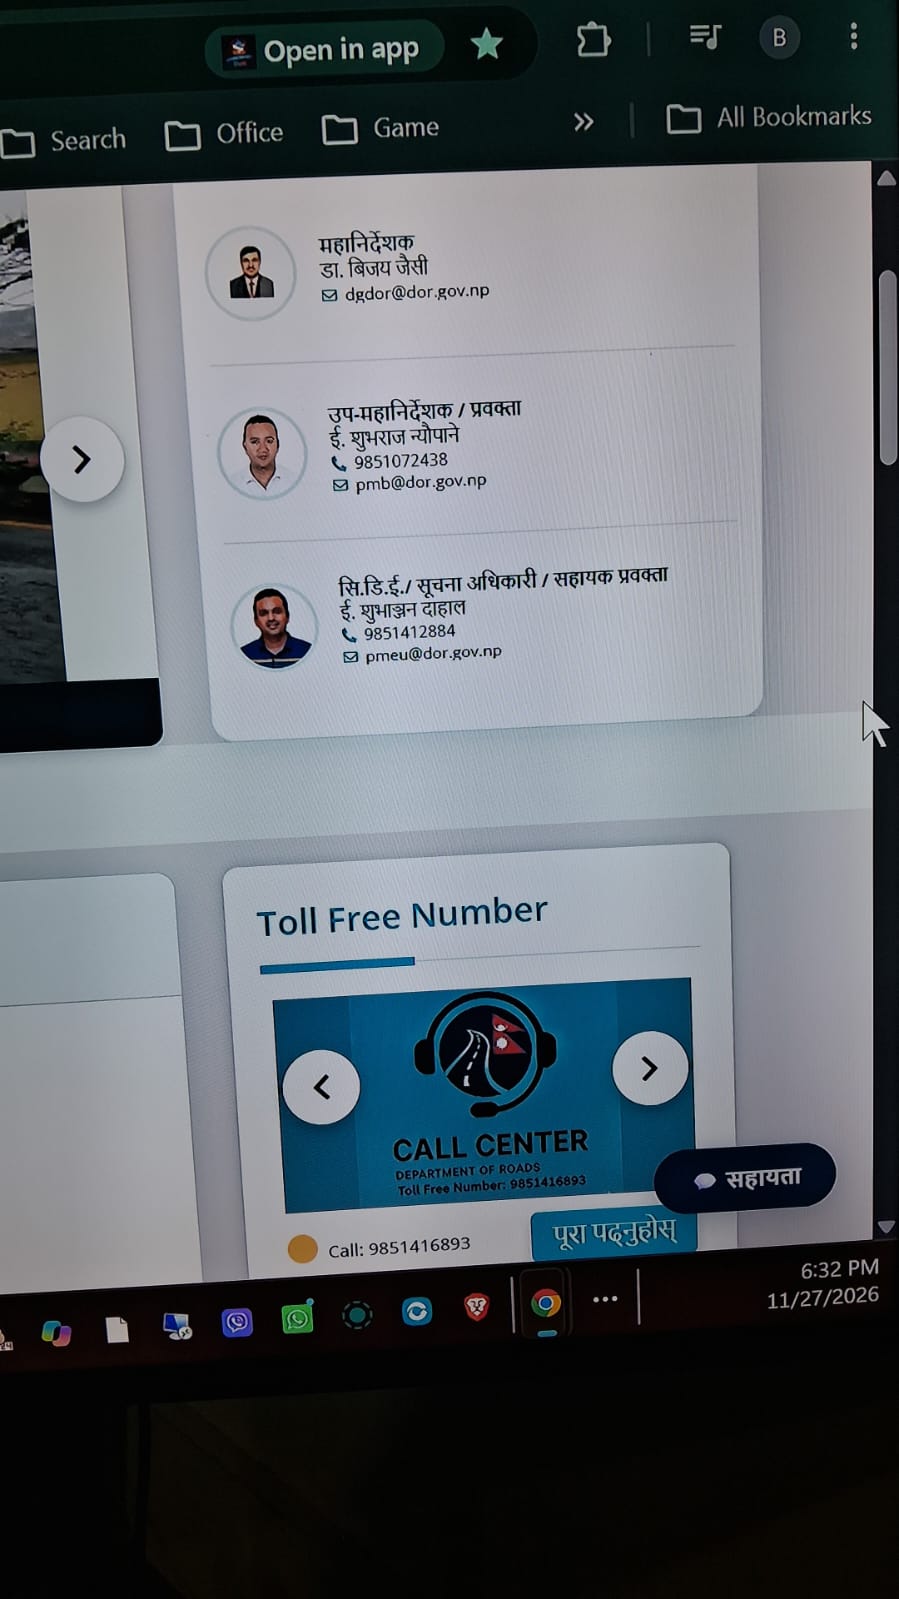 Open in app
B
Search
Office
Game
All Bookmarks
महानिर्देशक
डा. बिजय जैसी
dgdor@dor.gov.np
उप-महानिर्देशक / प्रवक्ता
ई. शुभराज न्यौपाने
9851072438
pmb@dor.gov.np
सि.डि.ई./ सूचना अधिकारी / सहायक प्रवक्ता
ई. शुभाञ्जन दाहाल
9851412884
pmeu@dor.gov.np
Toll Free Number
CALL CENTER
DEPARTMENT OF ROADS
Toll Free Number: 9851416893
सहायता
Call: 9851416893
पूरा पढ्नुहोस्
6:32 PM
11/27/2026